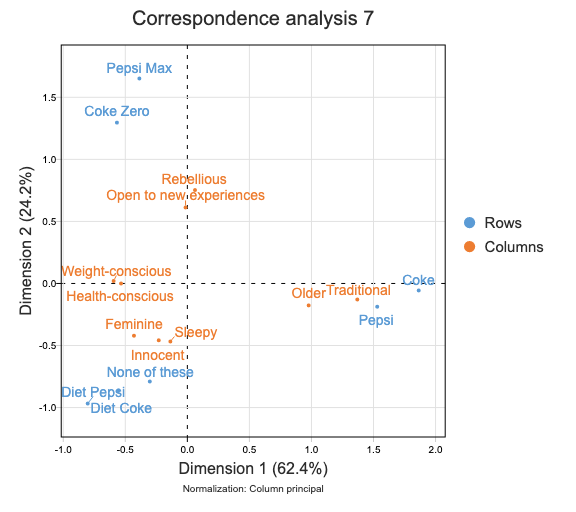 Correspondence analysis 7
Pepsi Max
Coke Zero
Rebellious
Open to new experiences
Weight-conscious
Health-conscious
Coke
Older
Traditional
Pepsi
Feminine
Sleepy
Innocent
None of these
Diet Pepsi
Diet Coke
Rows
Columns
Dimension 2 (24.2%)
1.5
1.0
0.5
0.0
-0.5
-1.0
-1.0 -0.5 0.0 0.5 1.0 1.5 2.0
Dimension 1 (62.4%)
Normalization: Column principal